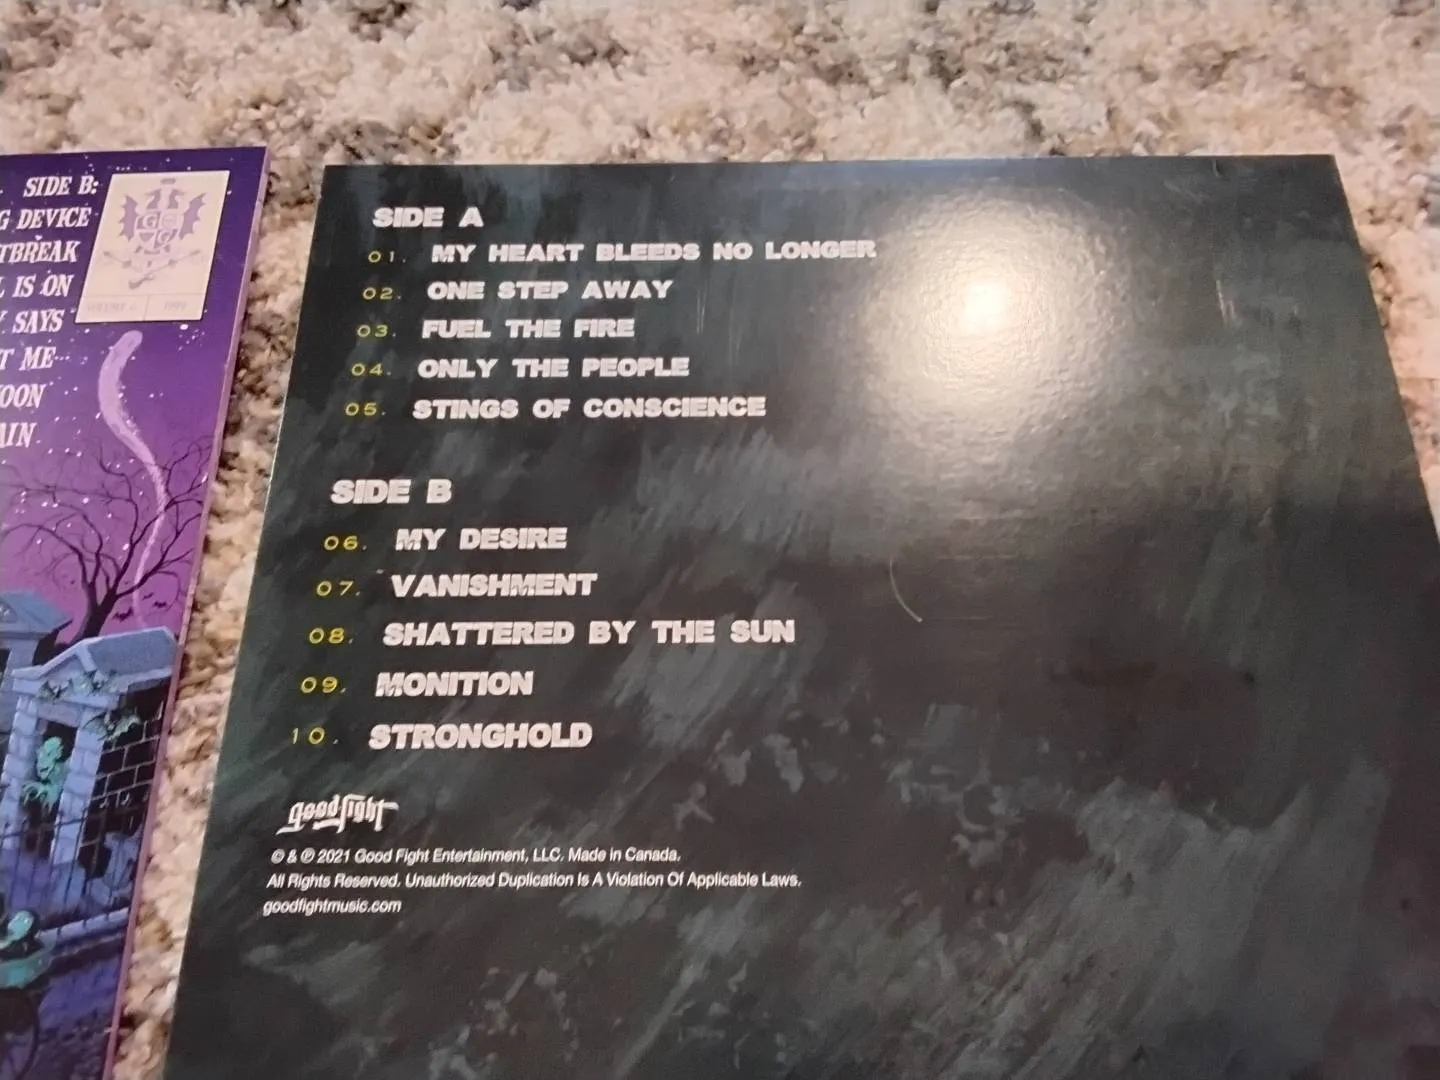 SIDE B:
G DEVICE
TBREAK
L IS ON
Y SAYS
T ME
OON
AIN
SIDE A
01. MY HEART BLEEDS NO LONGER
02. ONE STEP AWAY
03. FUEL THE FIRE
04. ONLY THE PEOPLE
05. STINGS OF CONSCIENCE
SIDE B
06. MY DESIRE
07. VANISHMENT
08. SHATTERED BY THE SUN
09. MONITION
10. STRONGHOLD
good fight
© & ℗ 2021 Good Fight Entertainment, LLC. Made in Canada.
All Rights Reserved. Unauthorized Duplication Is A Violation Of Applicable Laws.
goodfightmusic.com